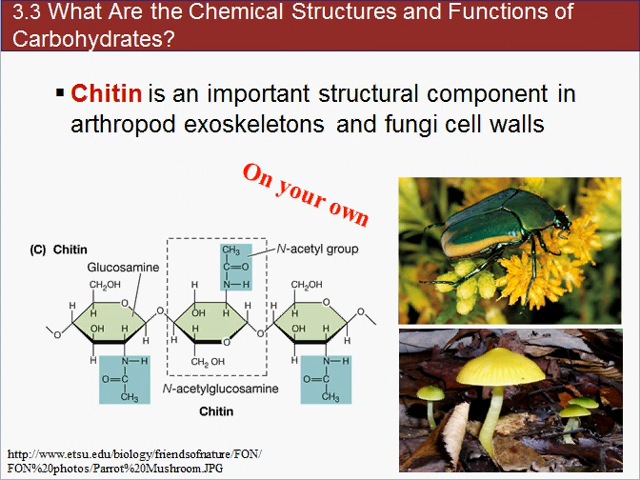 3.3 What Are the Chemical Structures and Functions of
Carbohydrates?
▪ Chitin is an important structural component in
arthropod exoskeletons and fungi cell walls
On your own
(C) Chitin
Glucosamine
N-acetyl group
CH₃
C=O
N—H
CH₂OH
O
H
OH
H
H
H
O
H
H
OH
H
H
O
CH₂OH
O
CH₂OH
O
H
OH
H
H
H
O
N—H
O=C
CH₃
N—H
O=C
CH₃
N-acetylglucosamine
Chitin
http://www.etsu.edu/biology/friendsofnature/FON/
FON%20photos/Parrot%20Mushroom.JPG